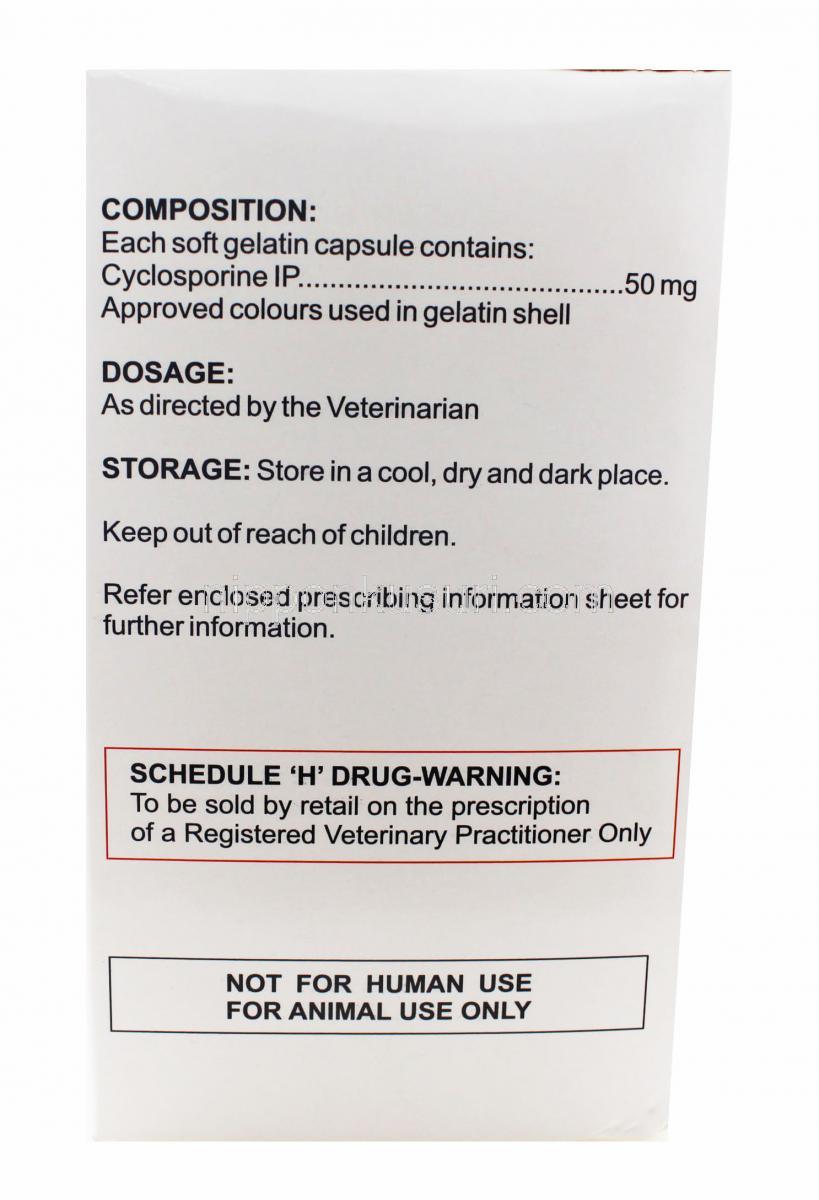 COMPOSITION:
Each soft gelatin capsule contains:
Cyclosporine IP.........................................50 mg
Approved colours used in gelatin shell
DOSAGE:
As directed by the Veterinarian
STORAGE: Store in a cool, dry and dark place.
Keep out of reach of children.
Refer enclosed prescribing information sheet for
nipponkusuri.com
further information.
SCHEDULE ‘H’ DRUG-WARNING:
To be sold by retail on the prescription
of a Registered Veterinary Practitioner Only
NOT FOR HUMAN USE
FOR ANIMAL USE ONLY